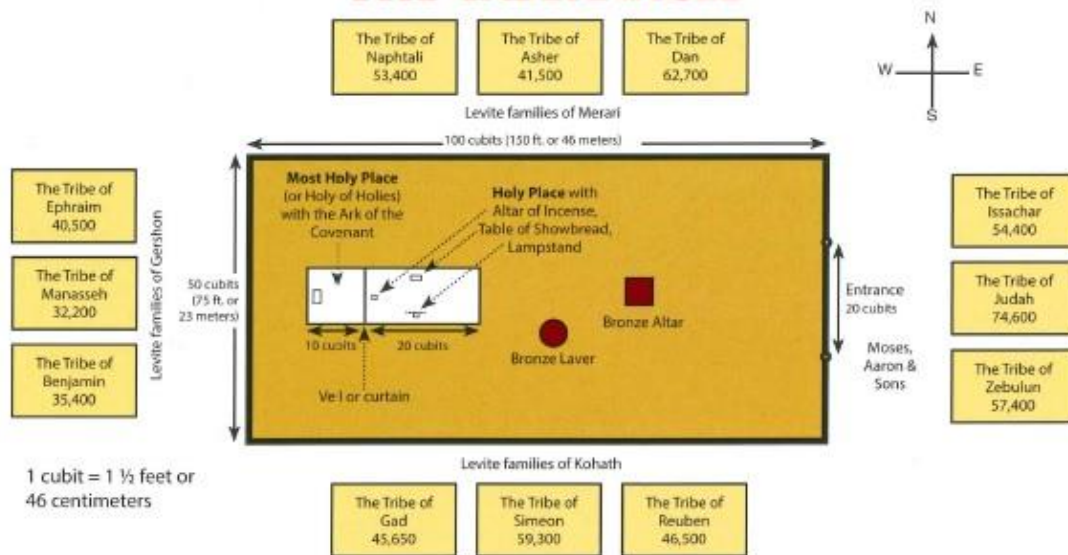 The Tribe of
Naphtali
53,400
The Tribe of
Asher
41,500
The Tribe of
Dan
62,700
N
W
E
S
Levite families of Merari
100 cubits (150 ft. or 46 meters)
The Tribe of
Ephraim
40,500
The Tribe of
Manasseh
32,200
The Tribe of
Benjamin
35,400
Levite families of Gershon
50 cubits
(75 ft. or
23 meters)
Most Holy Place
(or Holy of Holies)
with the Ark of the
Covenant
Holy Place with
Altar of Incense,
Table of Showbread,
Lampstand
10 cubits
20 cubits
Veil or curtain
Bronze Altar
Bronze Laver
Entrance
20 cubits
Moses,
Aaron &
Sons
The Tribe of
Issachar
54,400
The Tribe of
Judah
74,600
The Tribe of
Zebulun
57,400
Levite families of Kohath
1 cubit = 1 ½ feet or
46 centimeters
The Tribe of
Gad
45,650
The Tribe of
Simeon
59,300
The Tribe of
Reuben
46,500